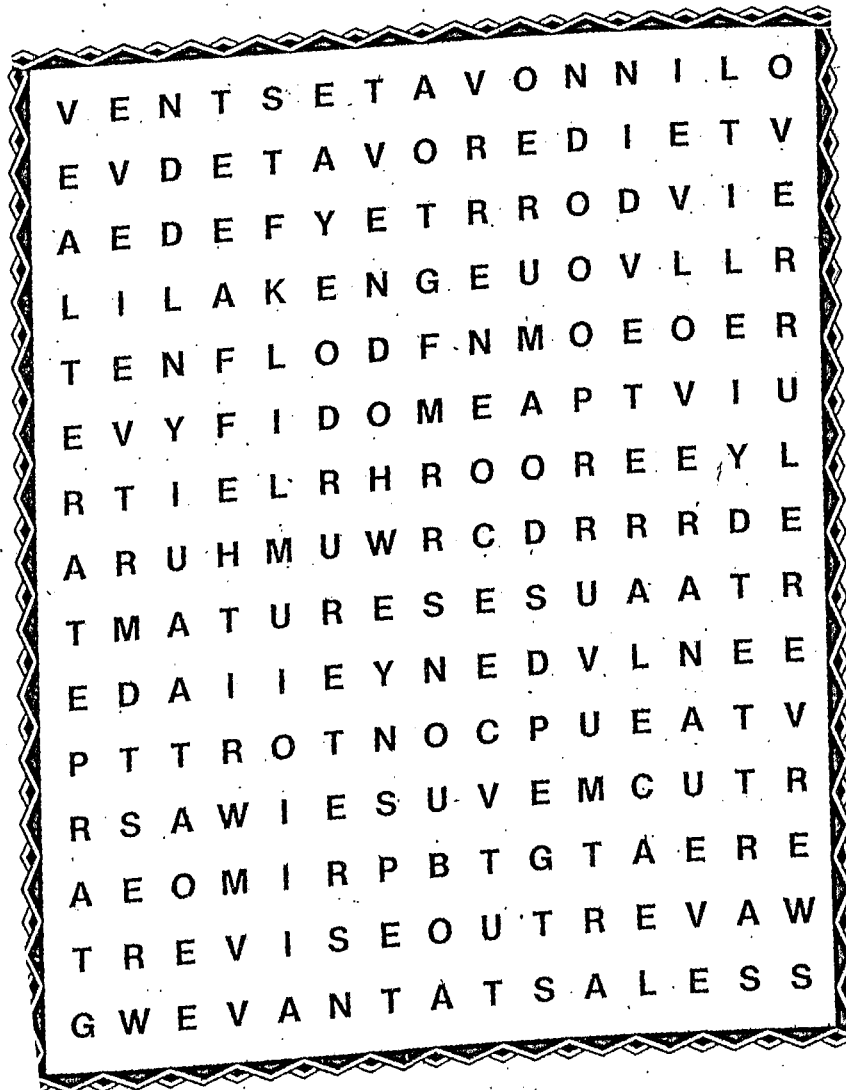 V E N T S E T A V O N N I L O
E V D E T A V O R E D I E T V
A E D E F Y E T R R O D V I E
L I L A K E N G E U O V L L R
T E N F L O D F N M O E O E R
E V Y F I D O M E A P T V I U
R T I E L R H R O O R E E Y L
A R U H M U W R C D R R R D E
T M A T U R E S E S U A A T R
E D A I I E Y N E D V L N E E
P T T R O T N O C P U E A T V
R S A W I E S U V E M C U T R
A E O M I R P B T G T A E R E
T R E V I S E O U T R E V A W
G W E V A N T A T S A L E S S